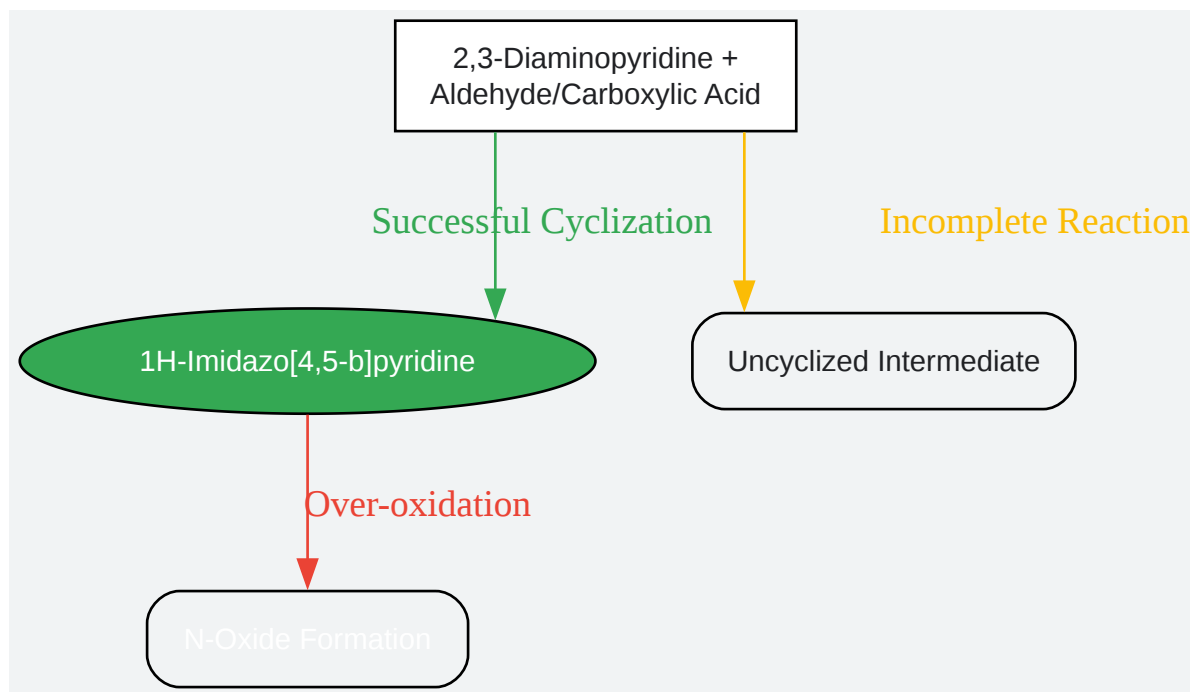 2,3-Diaminopyridine +
Aldehyde/Carboxylic Acid
Successful Cyclization
Incomplete Reaction
1H-Imidazo[4,5-b]pyridine
Uncyclized Intermediate
Over-oxidation
N-Oxide Formation